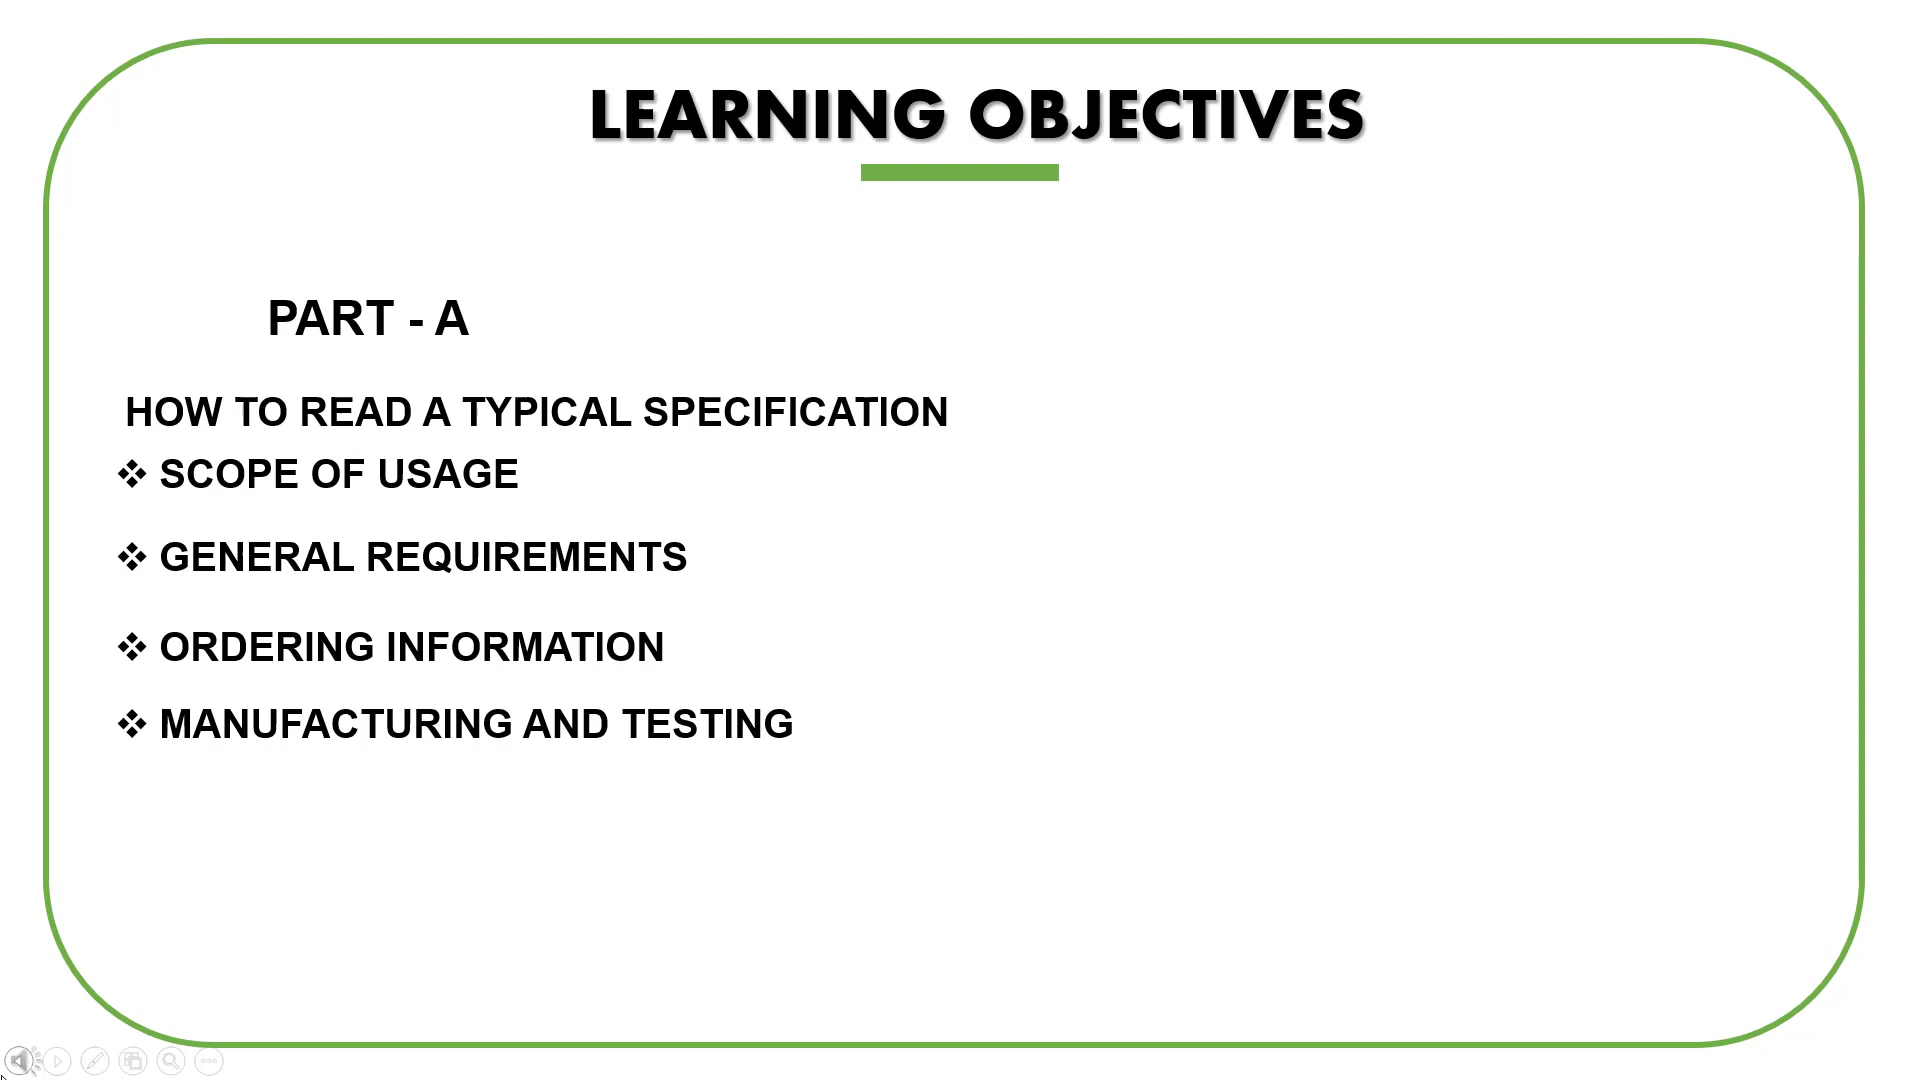 LEARNING OBJECTIVES
PART - A
HOW TO READ A TYPICAL SPECIFICATION
❖ SCOPE OF USAGE
❖ GENERAL REQUIREMENTS
❖ ORDERING INFORMATION
❖ MANUFACTURING AND TESTING